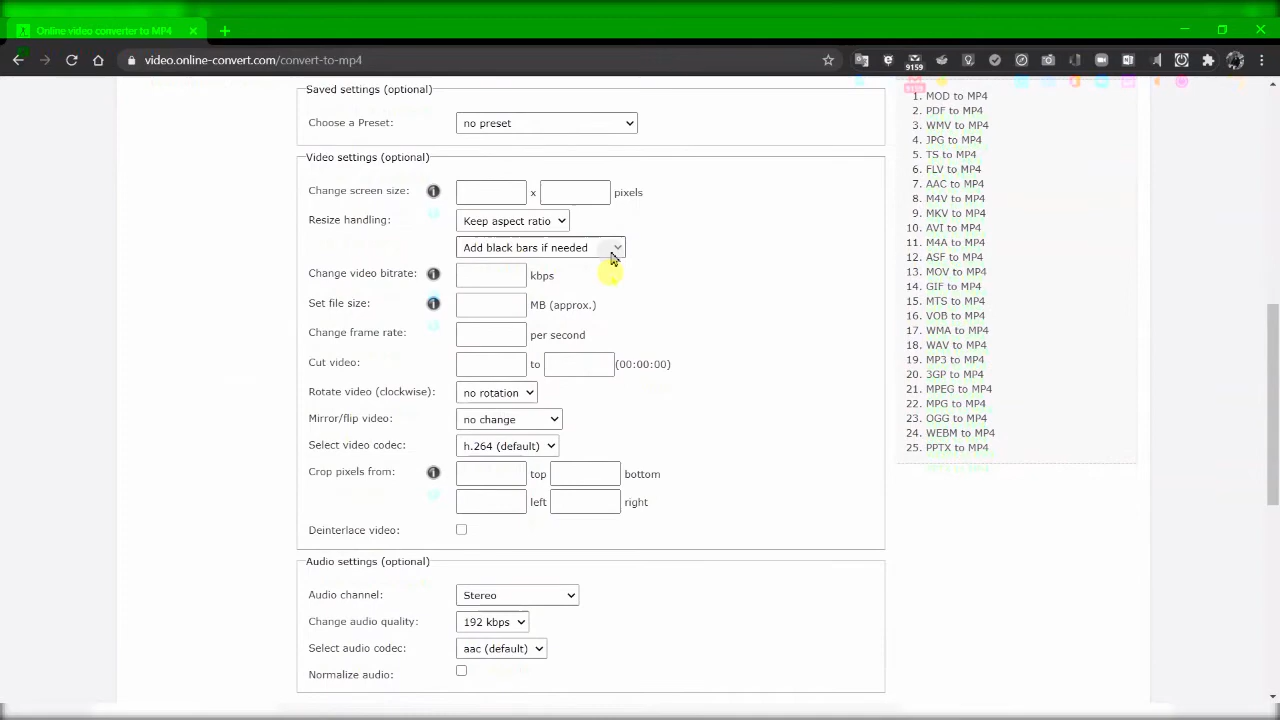 Online video converter to MP4
video.online-convert.com/convert-to-mp4
9159
9159
Saved settings (optional)
Choose a Preset: no preset
Video settings (optional)
Change screen size: x pixels
Resize handling: Keep aspect ratio
Add black bars if needed
Change video bitrate: kbps
Set file size: MB (approx.)
Change frame rate: per second
Cut video: to (00:00:00)
Rotate video (clockwise): no rotation
Mirror/flip video: no change
Select video codec: h.264 (default)
Crop pixels from: top bottom
left right
Deinterlace video:
Audio settings (optional)
Audio channel: Stereo
Change audio quality: 192 kbps
Select audio codec: aac (default)
Normalize audio:
1. MOD to MP4
2. PDF to MP4
3. WMV to MP4
4. JPG to MP4
5. TS to MP4
6. FLV to MP4
7. AAC to MP4
8. M4V to MP4
9. MKV to MP4
10. AVI to MP4
11. M4A to MP4
12. ASF to MP4
13. MOV to MP4
14. GIF to MP4
15. MTS to MP4
16. VOB to MP4
17. WMA to MP4
18. WAV to MP4
19. MP3 to MP4
20. 3GP to MP4
21. MPEG to MP4
22. MPG to MP4
23. OGG to MP4
24. WEBM to MP4
25. PPTX to MP4